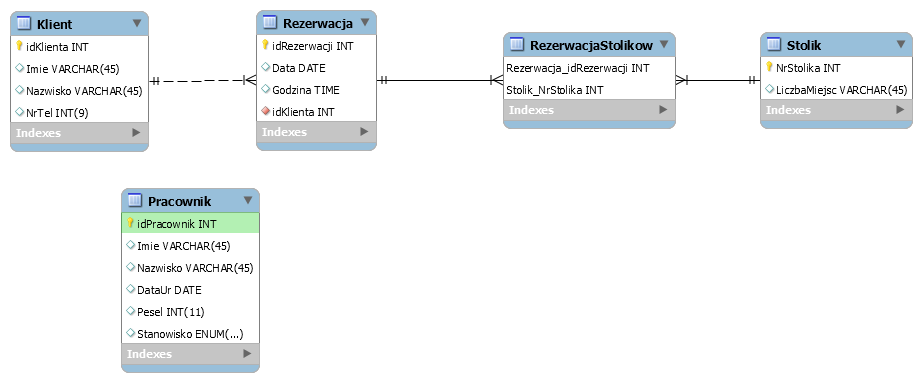 Klient
idKlienta INT
Imie VARCHAR(45)
Nazwisko VARCHAR(45)
NrTel INT(9)
Indexes
Rezerwacja
idRezerwacji INT
Data DATE
Godzina TIME
idKlienta INT
Indexes
RezerwacjaStolikow
Rezerwacja_idRezerwacji INT
Stolik_NrStolika INT
Indexes
Stolik
NrStolika INT
LiczbaMiejsc VARCHAR(45)
Indexes
Pracownik
idPracownik INT
Imie VARCHAR(45)
Nazwisko VARCHAR(45)
DataUr DATE
Pesel INT(11)
Stanowisko ENUM(...)
Indexes